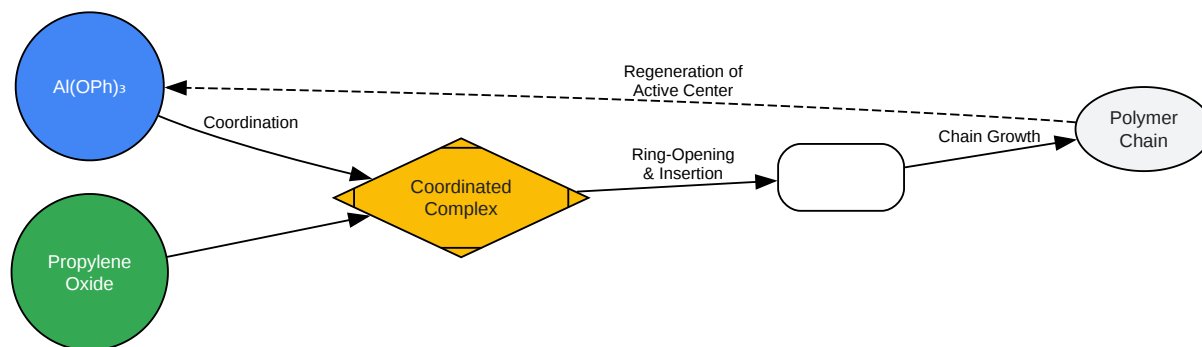 Al(OPh)₃
Coordination
Propylene
Oxide
Coordinated
Complex
Ring-Opening
& Insertion
Regeneration of
Active Center
Chain Growth
Polymer
Chain